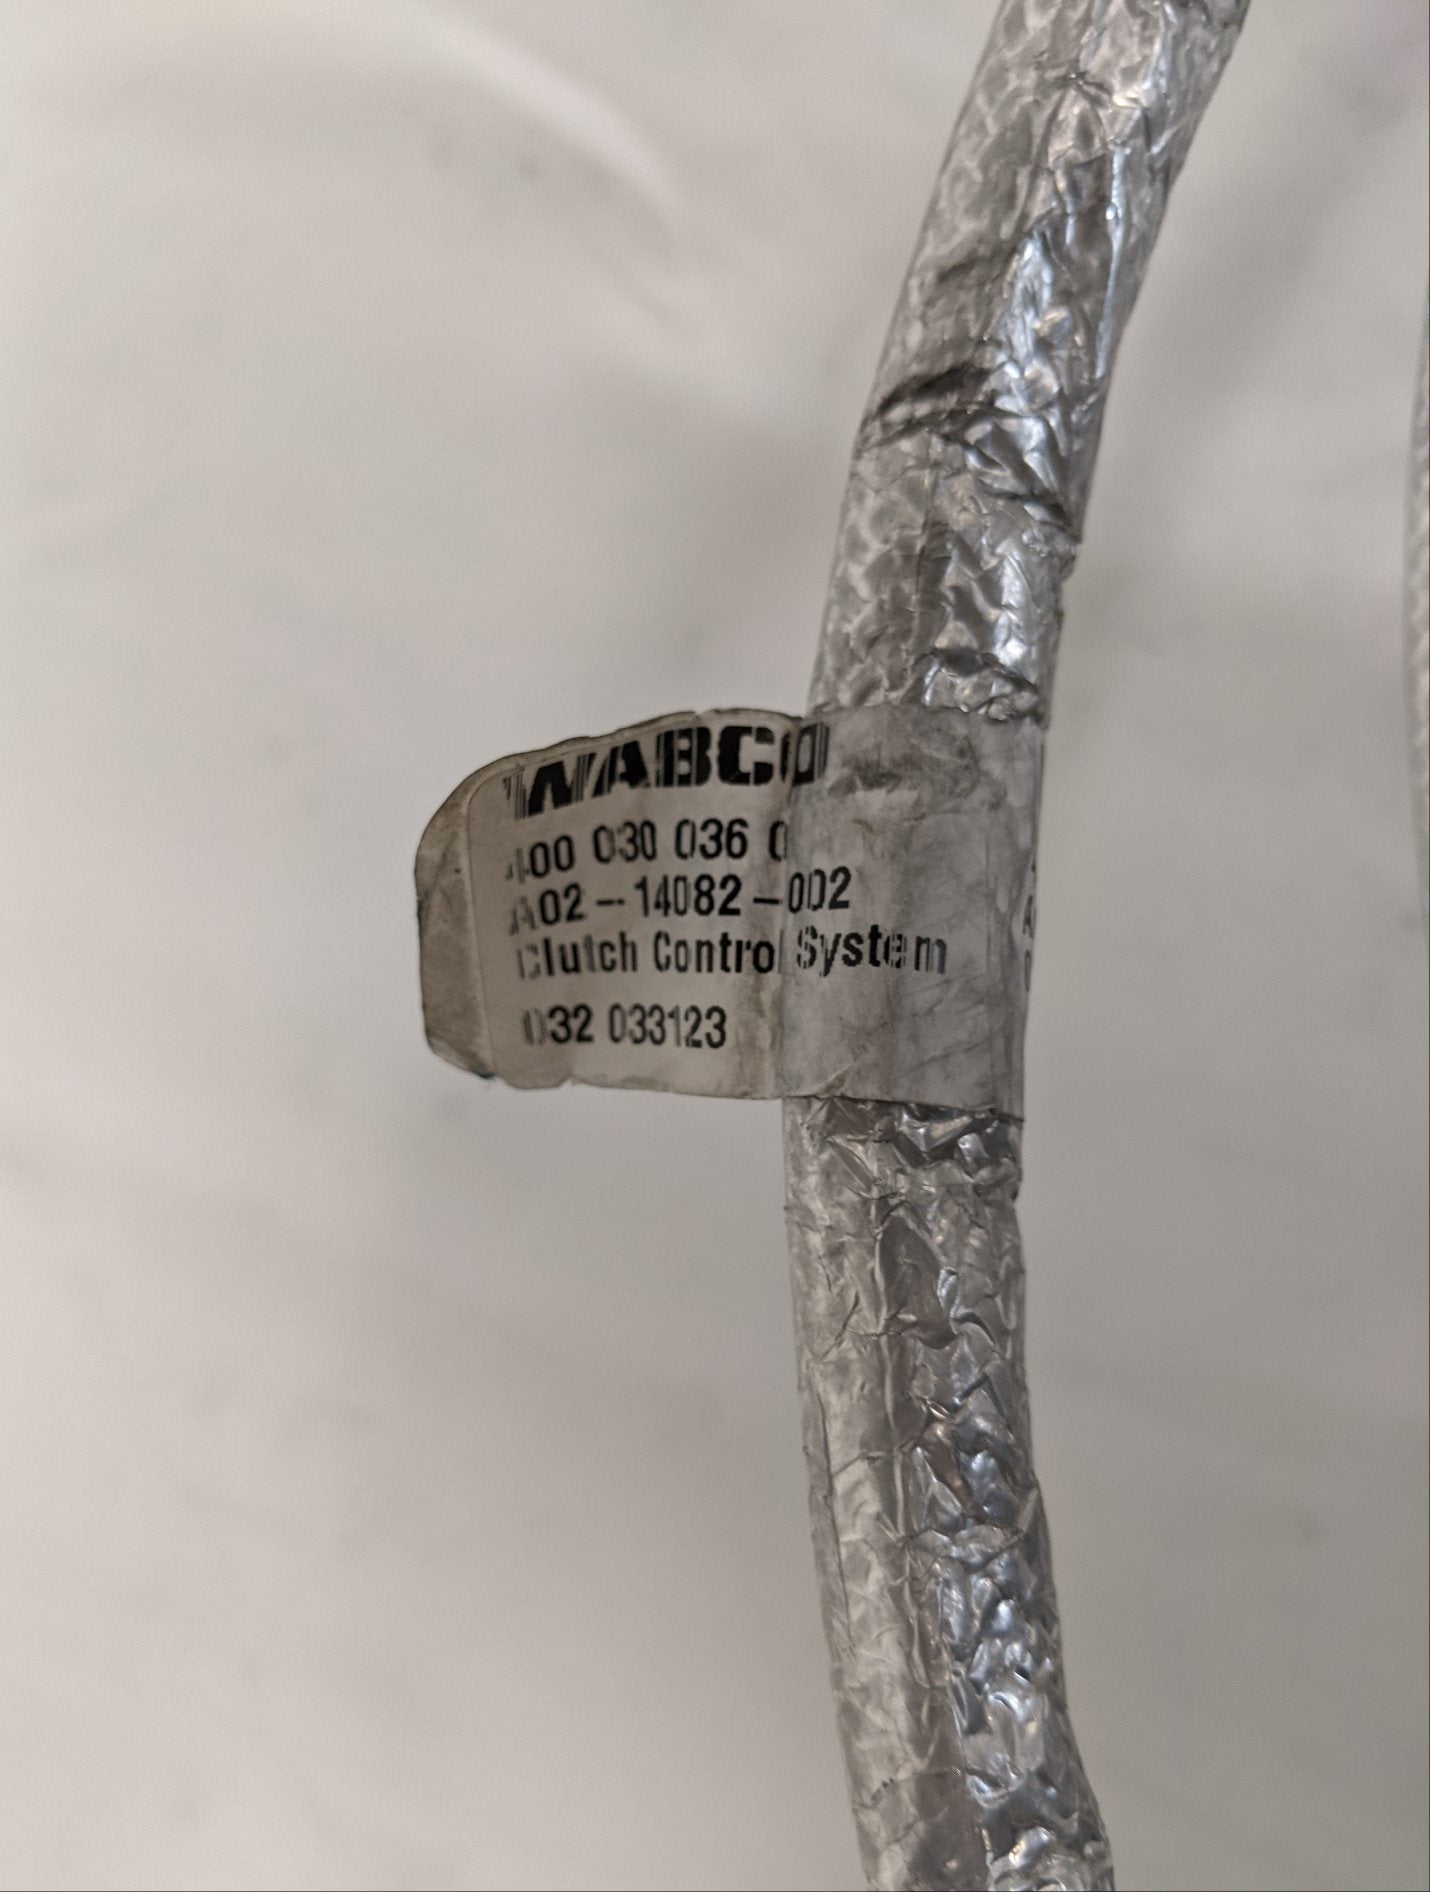 WABCO
400 030 036 0
A02-14082-002
Clutch Control System
032 033123